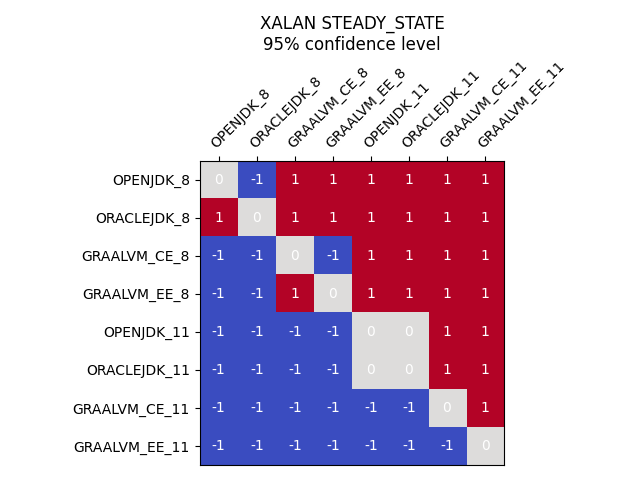 XALAN STEADY_STATE
95% confidence level
OPENJDK_8 ORACLEJDK_8 GRAALVM_CE_8 GRAALVM_EE_8 OPENJDK_11 ORACLEJDK_11 GRAALVM_CE_11 GRAALVM_EE_11
OPENJDK_8 0 -1 1 1 1 1 1 1
ORACLEJDK_8 1 0 1 1 1 1 1 1
GRAALVM_CE_8 -1 -1 0 -1 1 1 1 1
GRAALVM_EE_8 -1 -1 1 0 1 1 1 1
OPENJDK_11 -1 -1 -1 -1 0 0 1 1
ORACLEJDK_11 -1 -1 -1 -1 0 0 1 1
GRAALVM_CE_11 -1 -1 -1 -1 -1 -1 0 1
GRAALVM_EE_11 -1 -1 -1 -1 -1 -1 -1 0